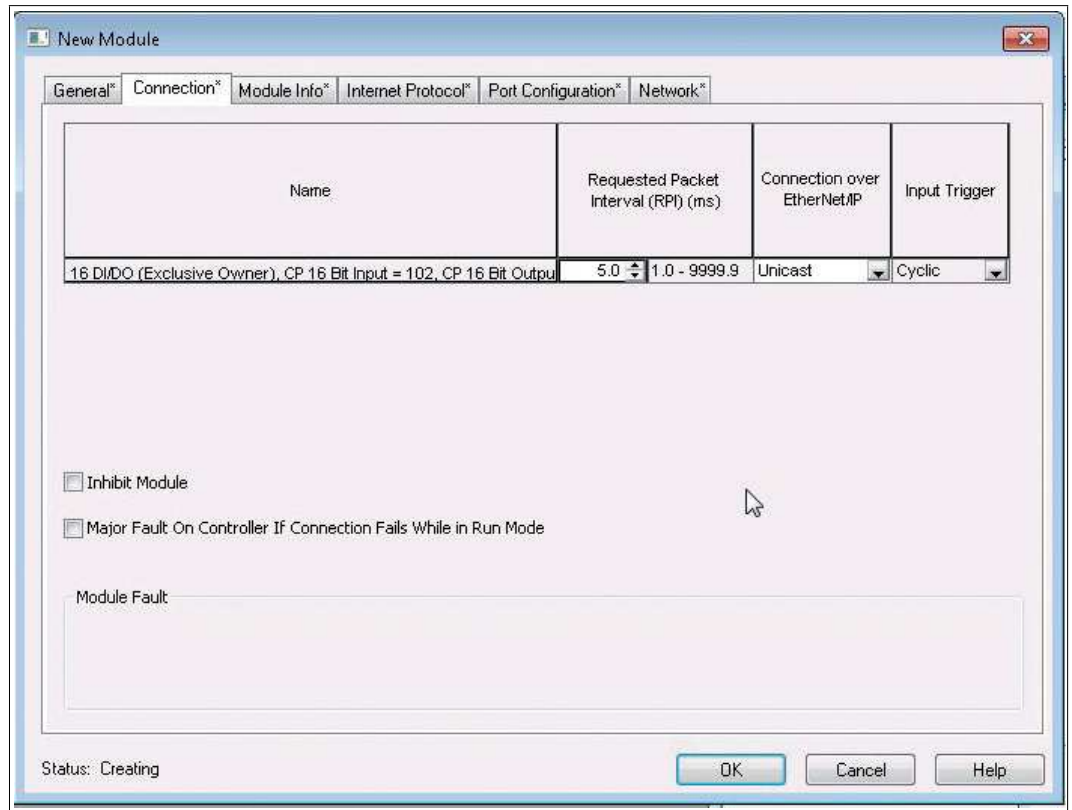 New Module
General* Connection* Module Info* Internet Protocol* Port Configuration* Network*
Name
Requested Packet
Interval (RPI) (ms)
Connection over
EtherNet/IP
Input Trigger
16 DI/DO (Exclusive Owner), CP 16 Bit Input = 102, CP 16 Bit Outpu
5.0 1.0 - 9999.9 Unicast Cyclic
Inhibit Module
Major Fault On Controller If Connection Fails While in Run Mode
Module Fault
Status: Creating
OK Cancel Help